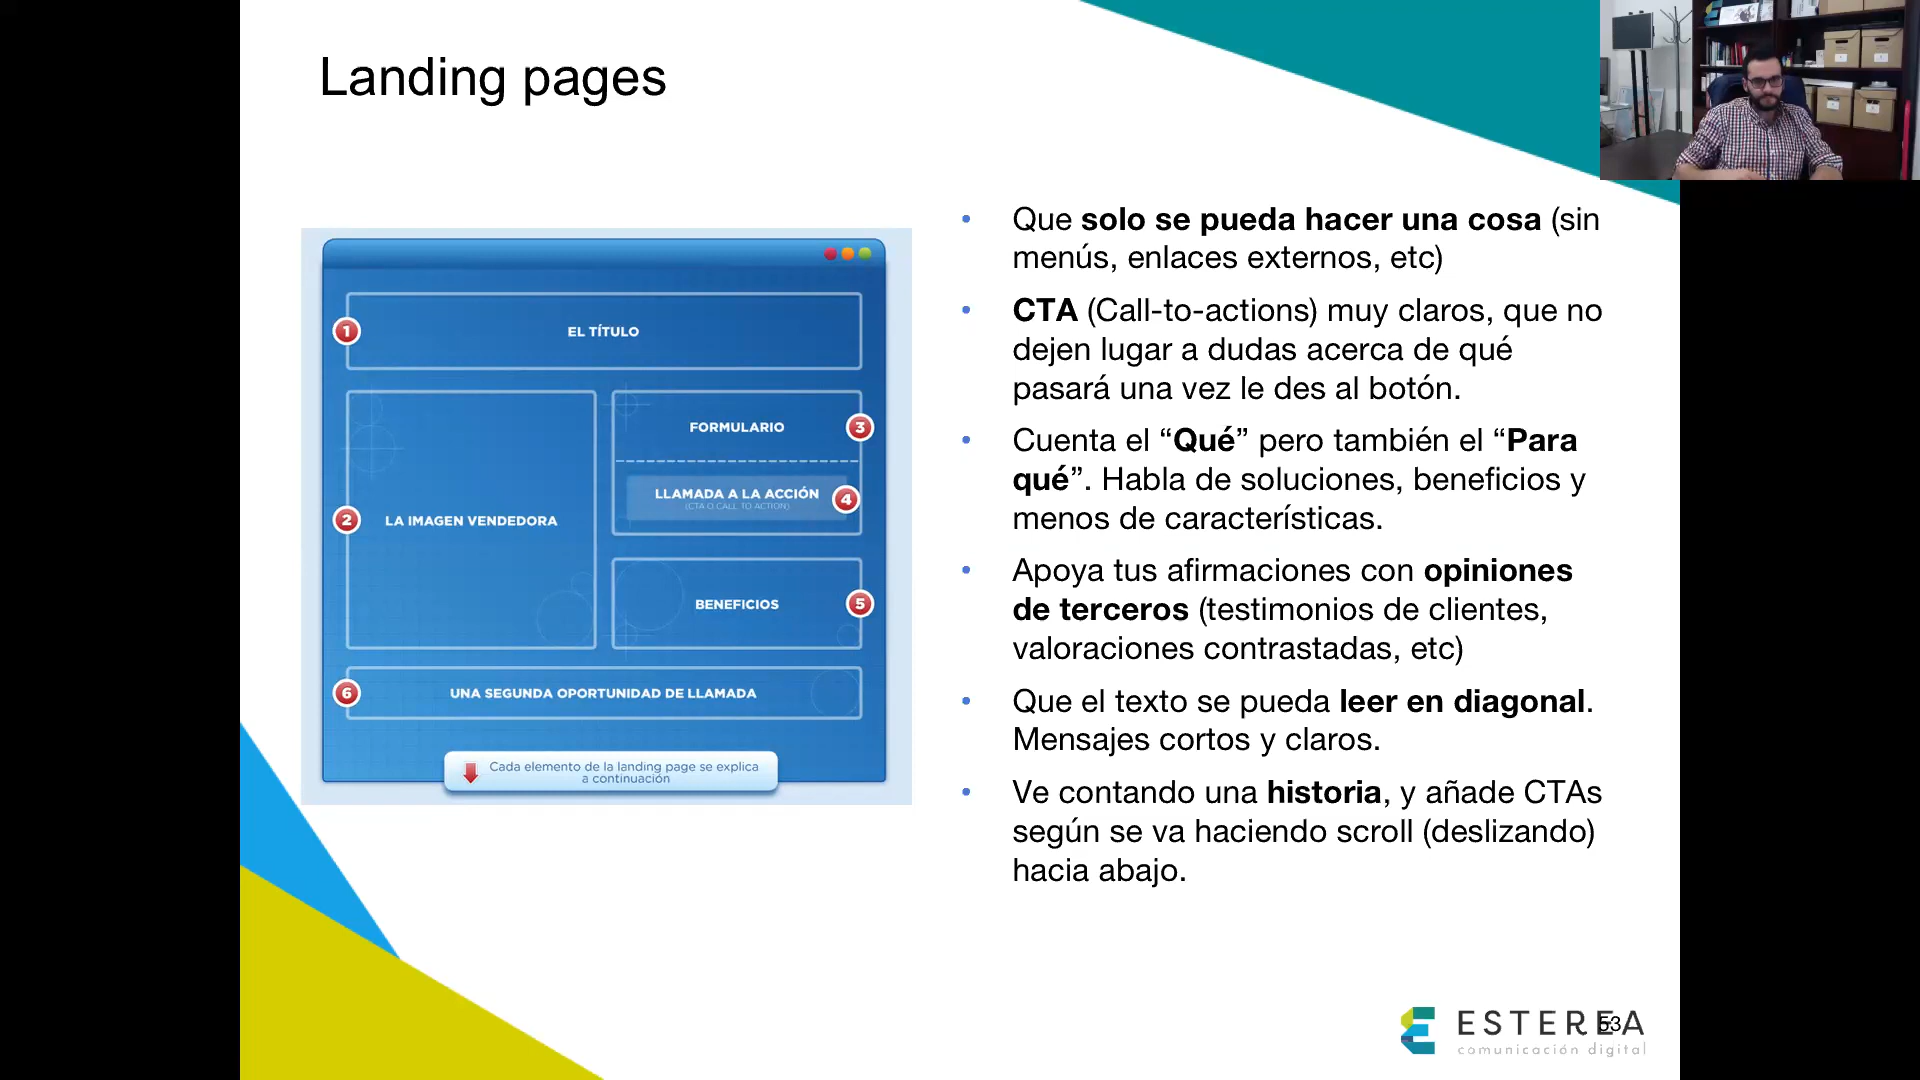 Landing pages
1
EL TÍTULO
2
LA IMAGEN VENDEDORA
FORMULARIO
3
LLAMADA A LA ACCIÓN
4
(CTA O CALL TO ACTION)
BENEFICIOS
5
6
UNA SEGUNDA OPORTUNIDAD DE LLAMADA
Cada elemento de la landing page se explica
a continuación
• Que solo se pueda hacer una cosa (sin
menús, enlaces externos, etc)
• CTA (Call-to-actions) muy claros, que no
dejen lugar a dudas acerca de qué
pasará una vez le des al botón.
• Cuenta el “Qué” pero también el “Para
qué”. Habla de soluciones, beneficios y
menos de características.
• Apoya tus afirmaciones con opiniones
de terceros (testimonios de clientes,
valoraciones contrastadas, etc)
• Que el texto se pueda leer en diagonal.
Mensajes cortos y claros.
• Ve contando una historia, y añade CTAs
según se va haciendo scroll (deslizando)
hacia abajo.
ESTEREA
53
comunicación digital